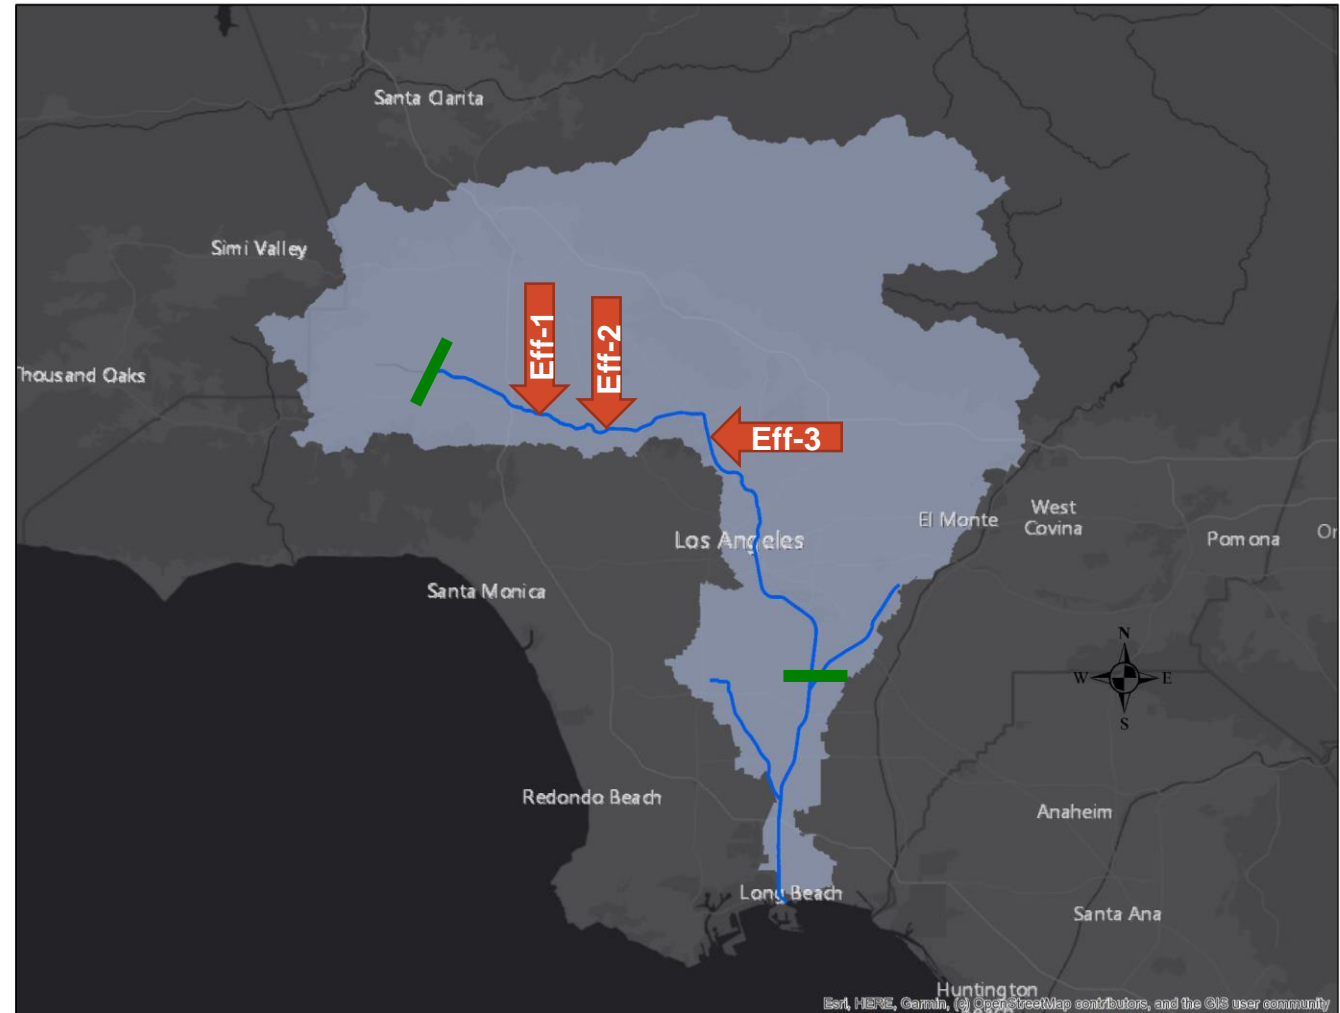 Santa Clarita
Simi Valley
Eff-1
Eff-2
Thousand Oaks
Eff-3
El Monte
West
Covina
Los Angeles
Pomona
Santa Monica
N
W
E
S
Redondo Beach
Anaheim
Long Beach
Santa Ana
Huntington
Esri, HERE, Garmin, (c) OpenStreetMap contributors, and the GIS user community